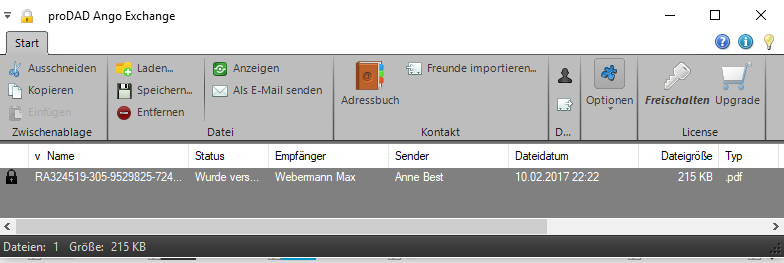 proDAD Ango Exchange
Start
Ausschneiden
Kopieren
Einfügen
Zwischenablage
Laden...
Speichern...
Entfernen
Anzeigen
Als E-Mail senden
Datei
Adressbuch
Freunde importieren...
Kontakt
D...
Optionen
Freischalten Upgrade
License
v Name Status Empfänger Sender Dateidatum Dateigröße Typ
RA324519-305-9529825-724... Wurde vers... Webermann Max Anne Best 10.02.2017 22:22 215 KB .pdf
Dateien: 1 Größe: 215 KB